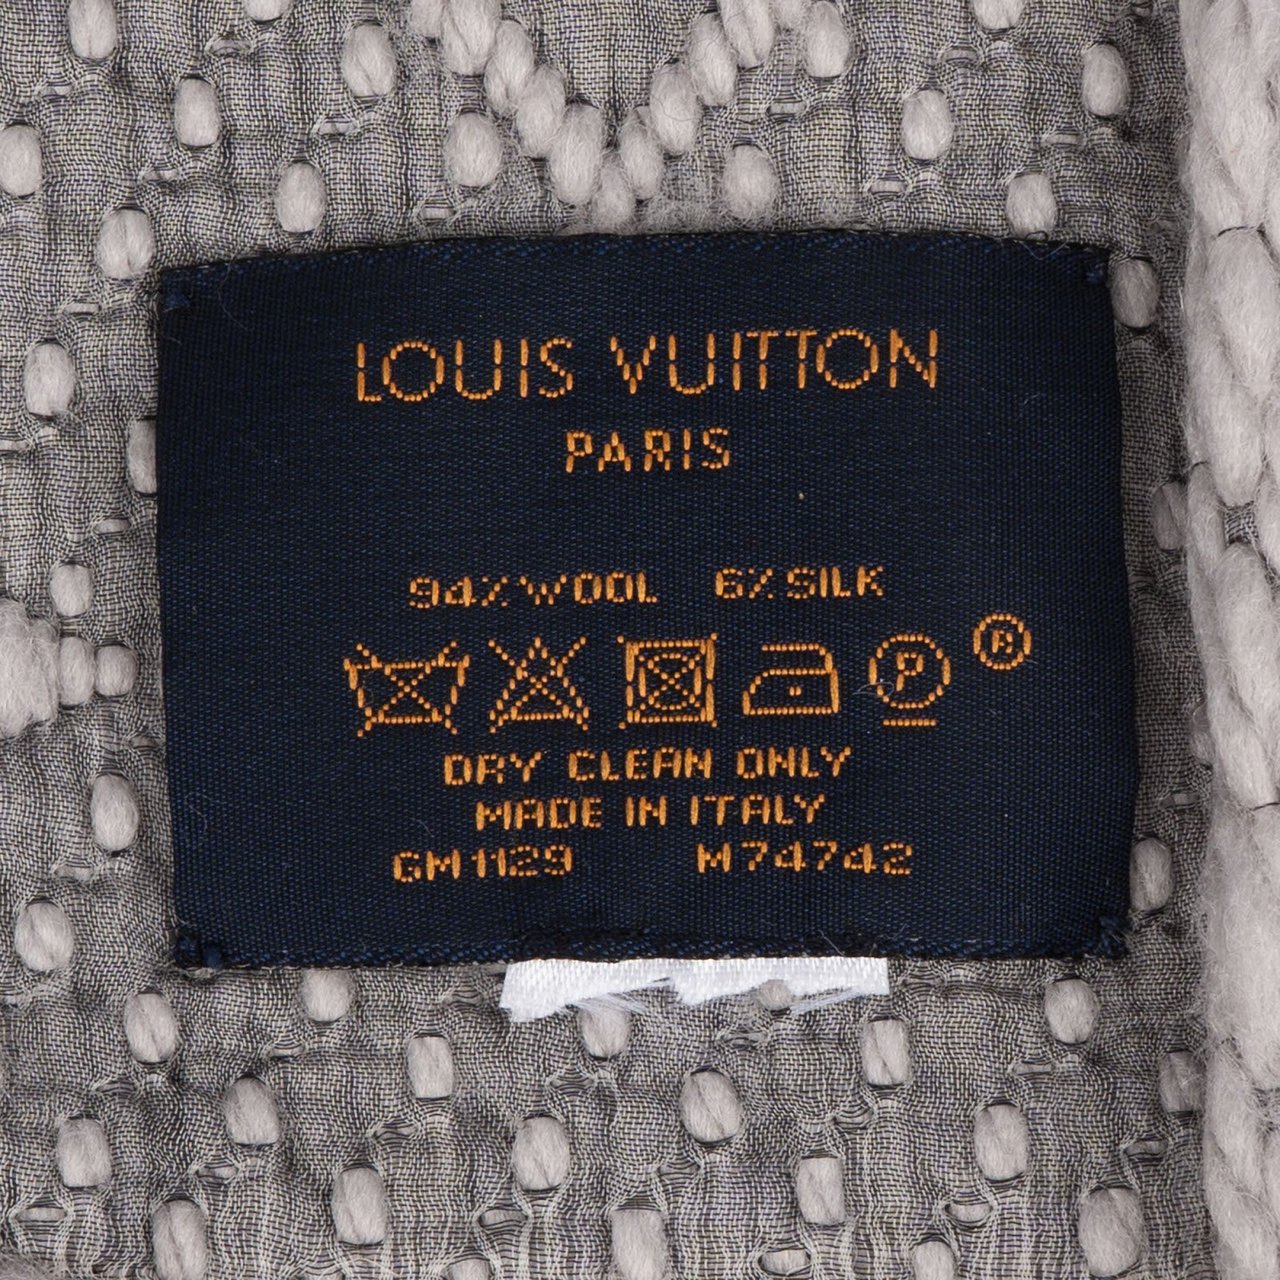 LOUIS VUITTON
PARIS
94% WOOL 6% SILK
P ®
DRY CLEAN ONLY
MADE IN ITALY
GM1129 M74742